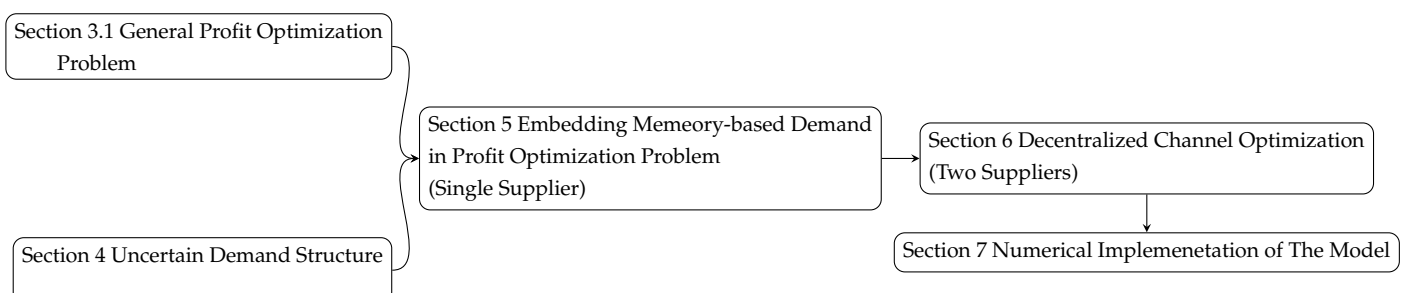 Section 3.1 General Profit Optimization
Problem
Section 4 Uncertain Demand Structure
Section 5 Embedding Memeory-based Demand
in Profit Optimization Problem
(Single Supplier)
Section 6 Decentralized Channel Optimization
(Two Suppliers)
Section 7 Numerical Implemenetation of The Model